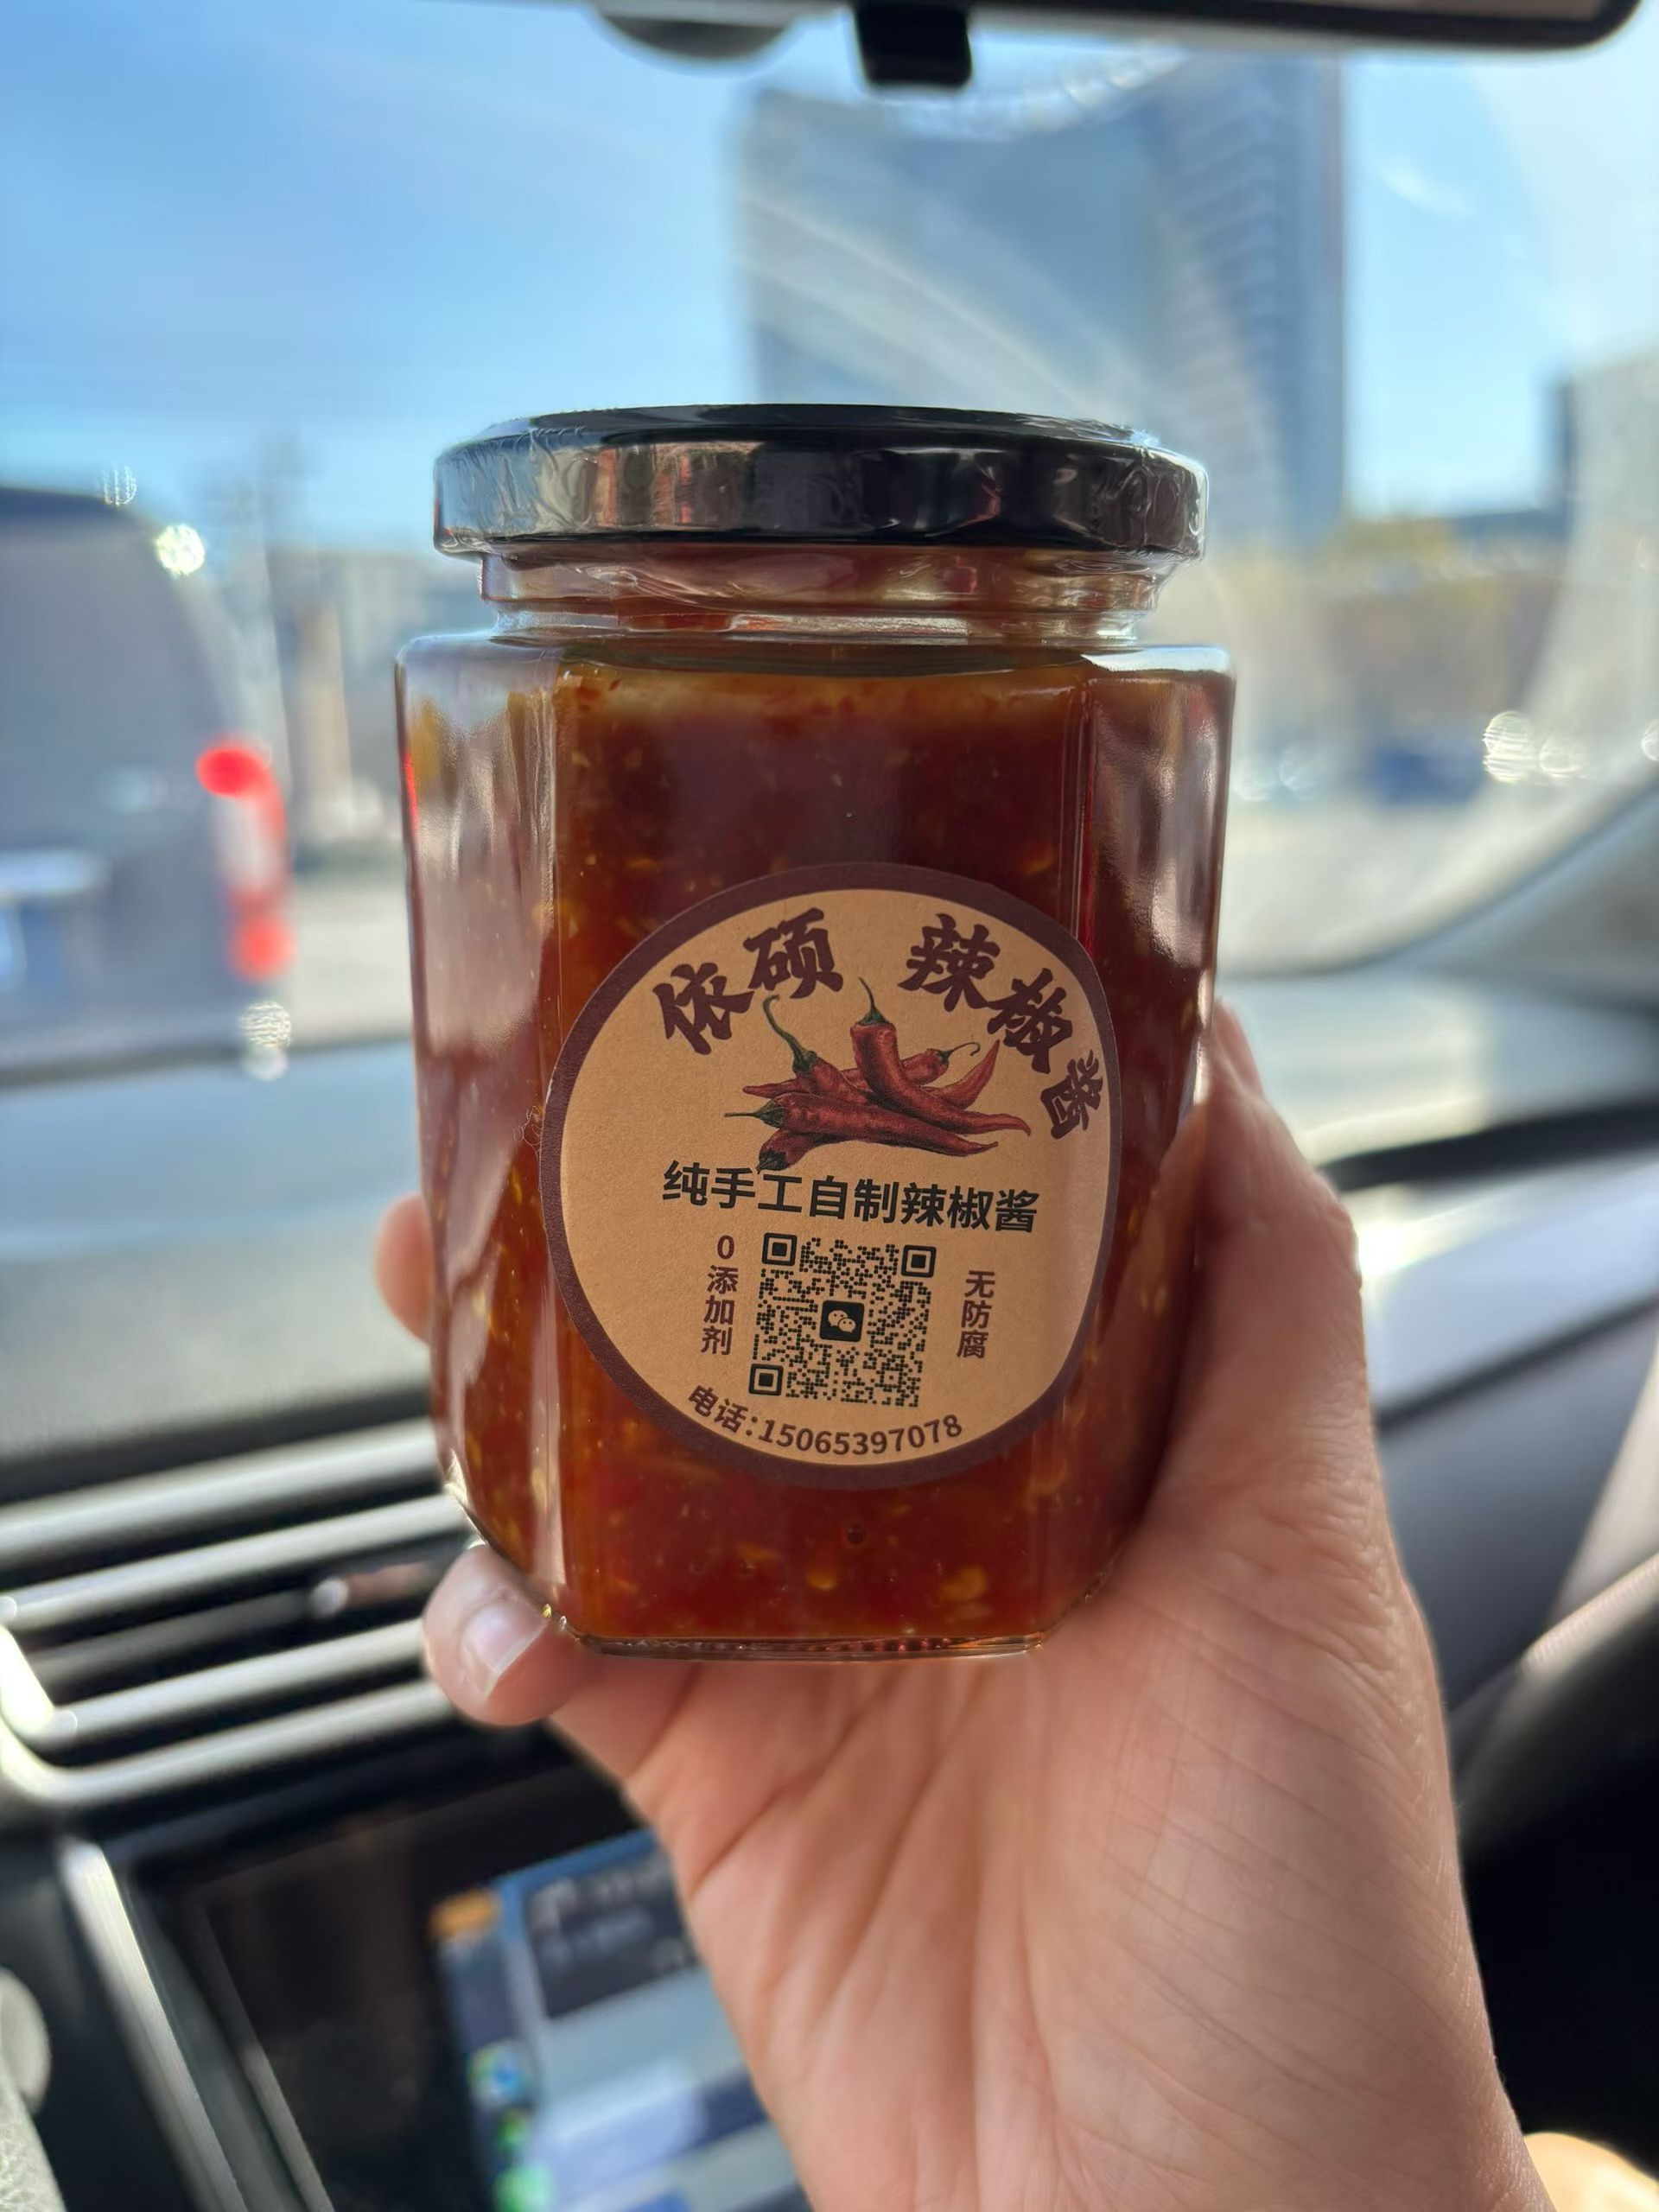 依硕 辣椒酱
纯手工自制辣椒酱
0添加剂
无防腐
电话:15065397078